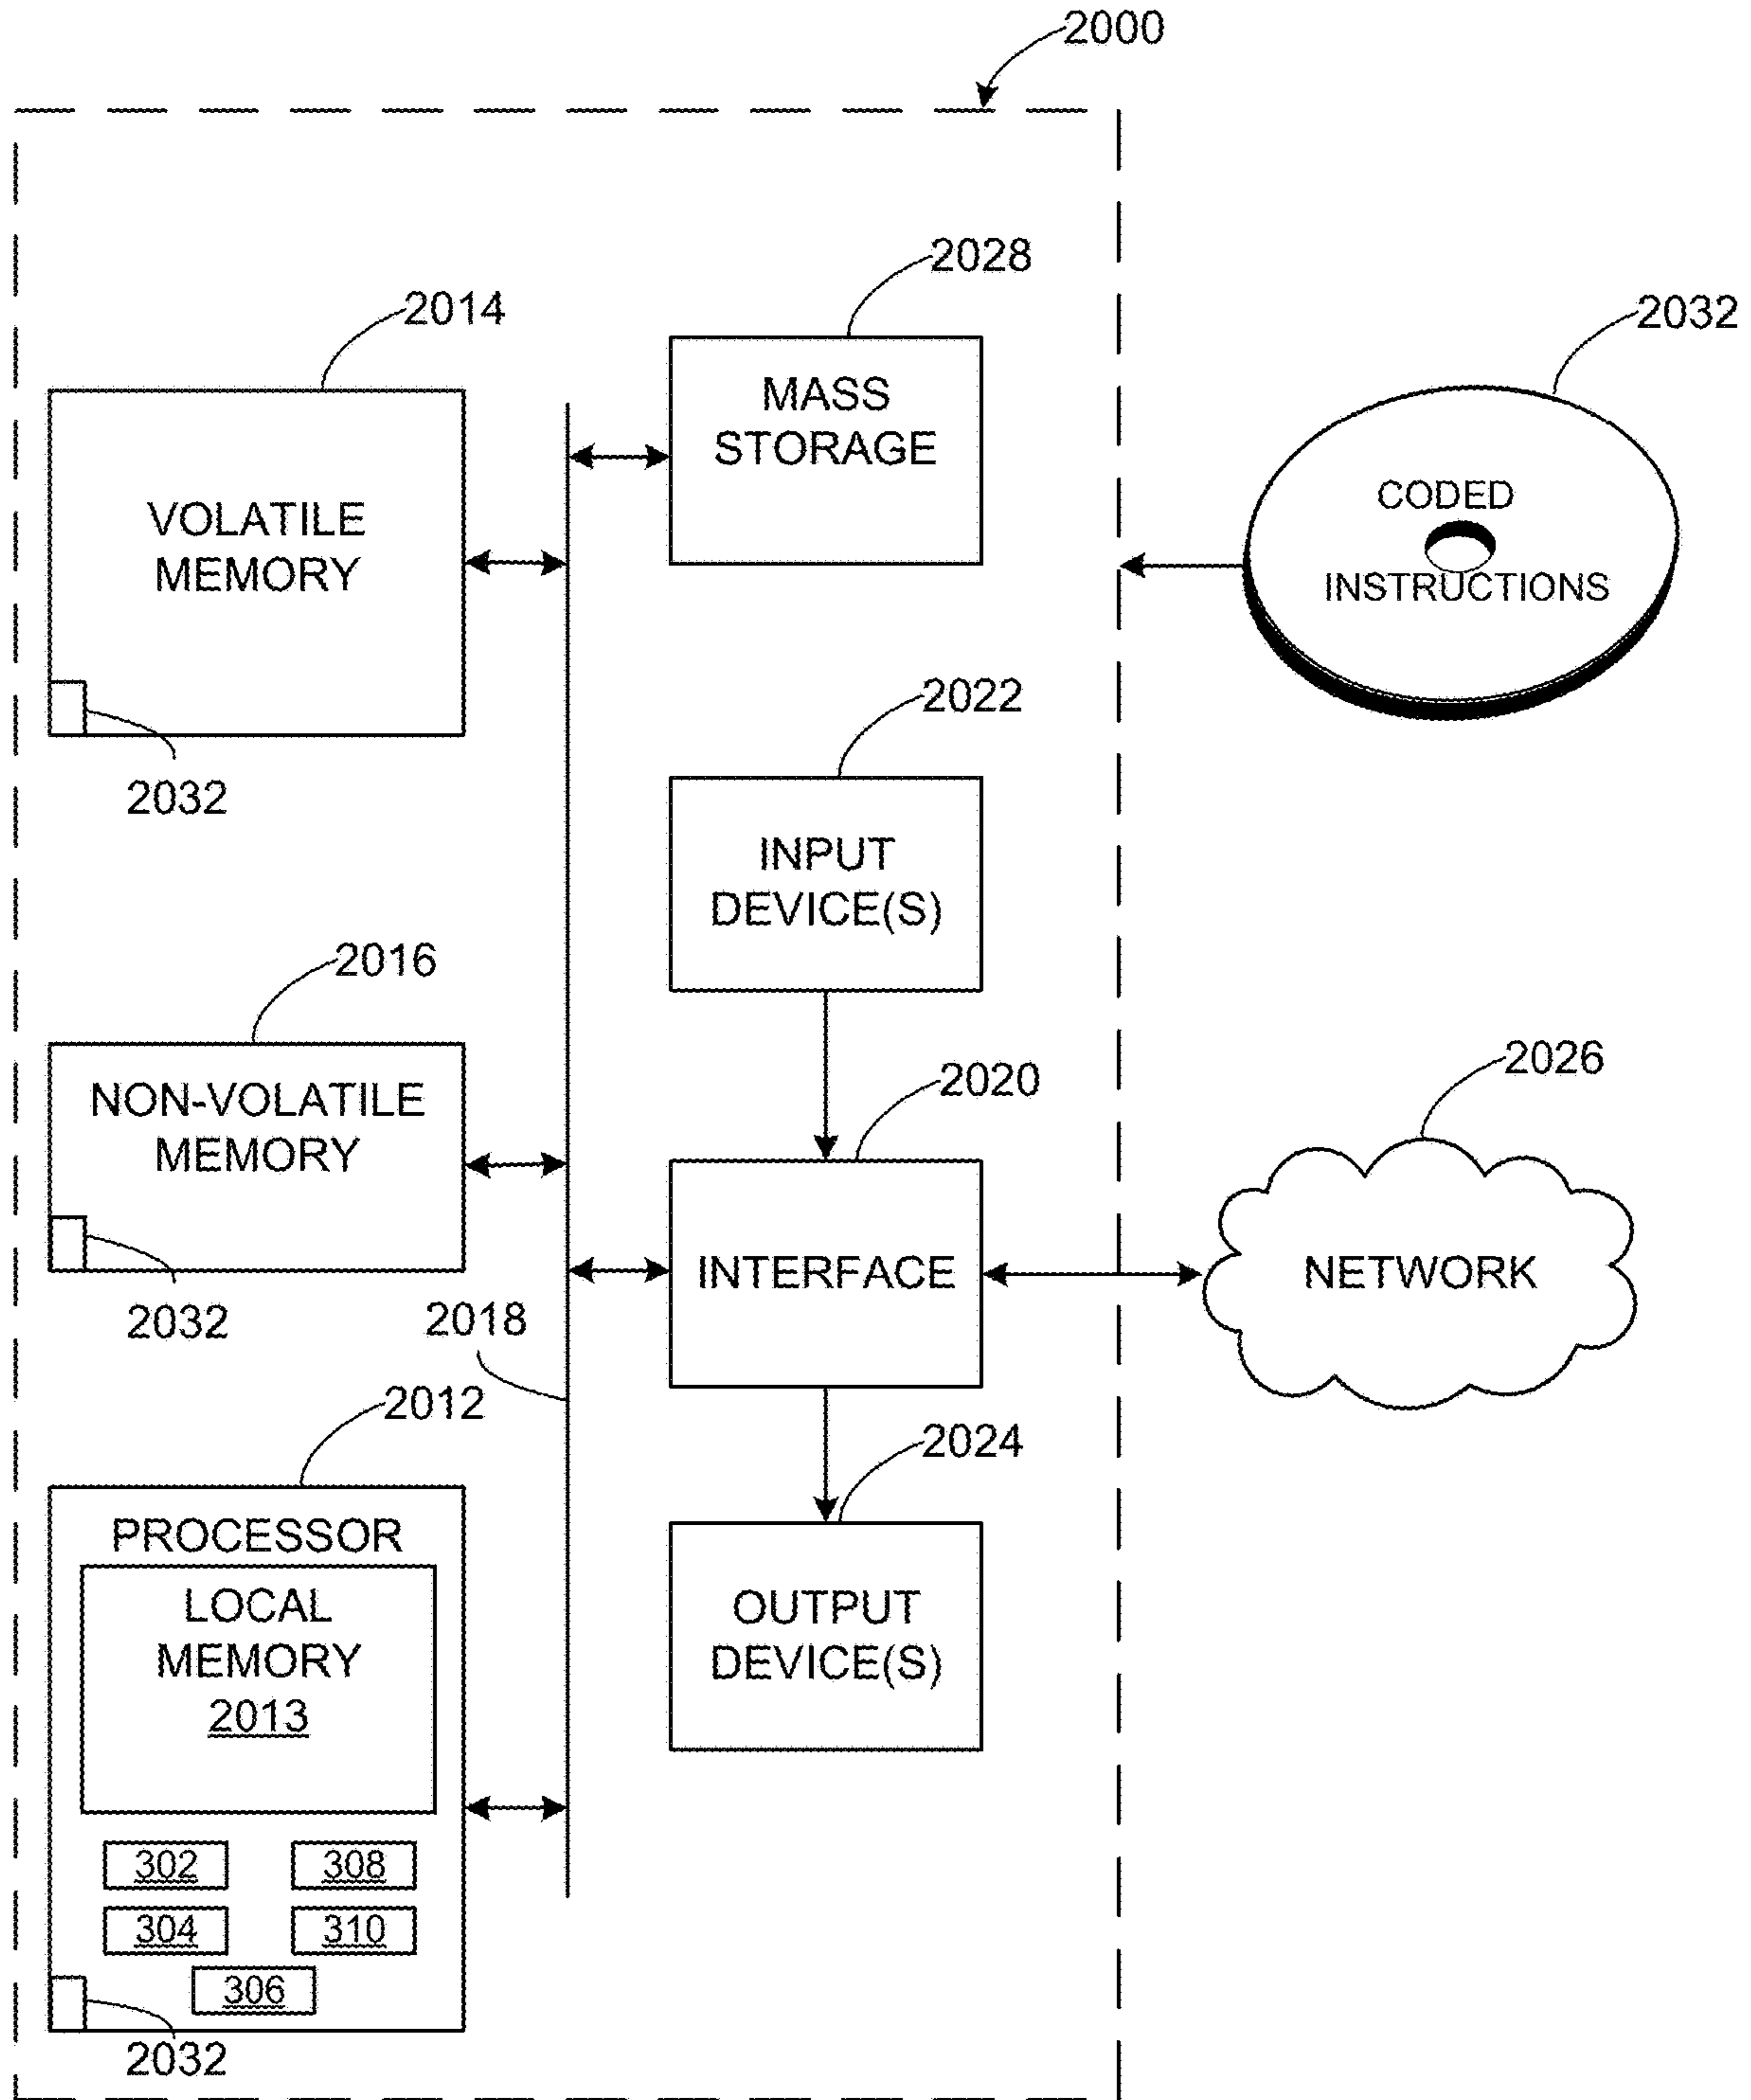 2000
2028
2014
2032
MASS
STORAGE
VOLATILE
MEMORY
CODED
INSTRUCTIONS
2032
2022
INPUT
DEVICE(S)
2016
2020
2026
NON-VOLATILE
MEMORY
INTERFACE
NETWORK
2032
2018
2012
2024
PROCESSOR
LOCAL
MEMORY
2013
OUTPUT
DEVICE(S)
302
308
304
310
306
2032